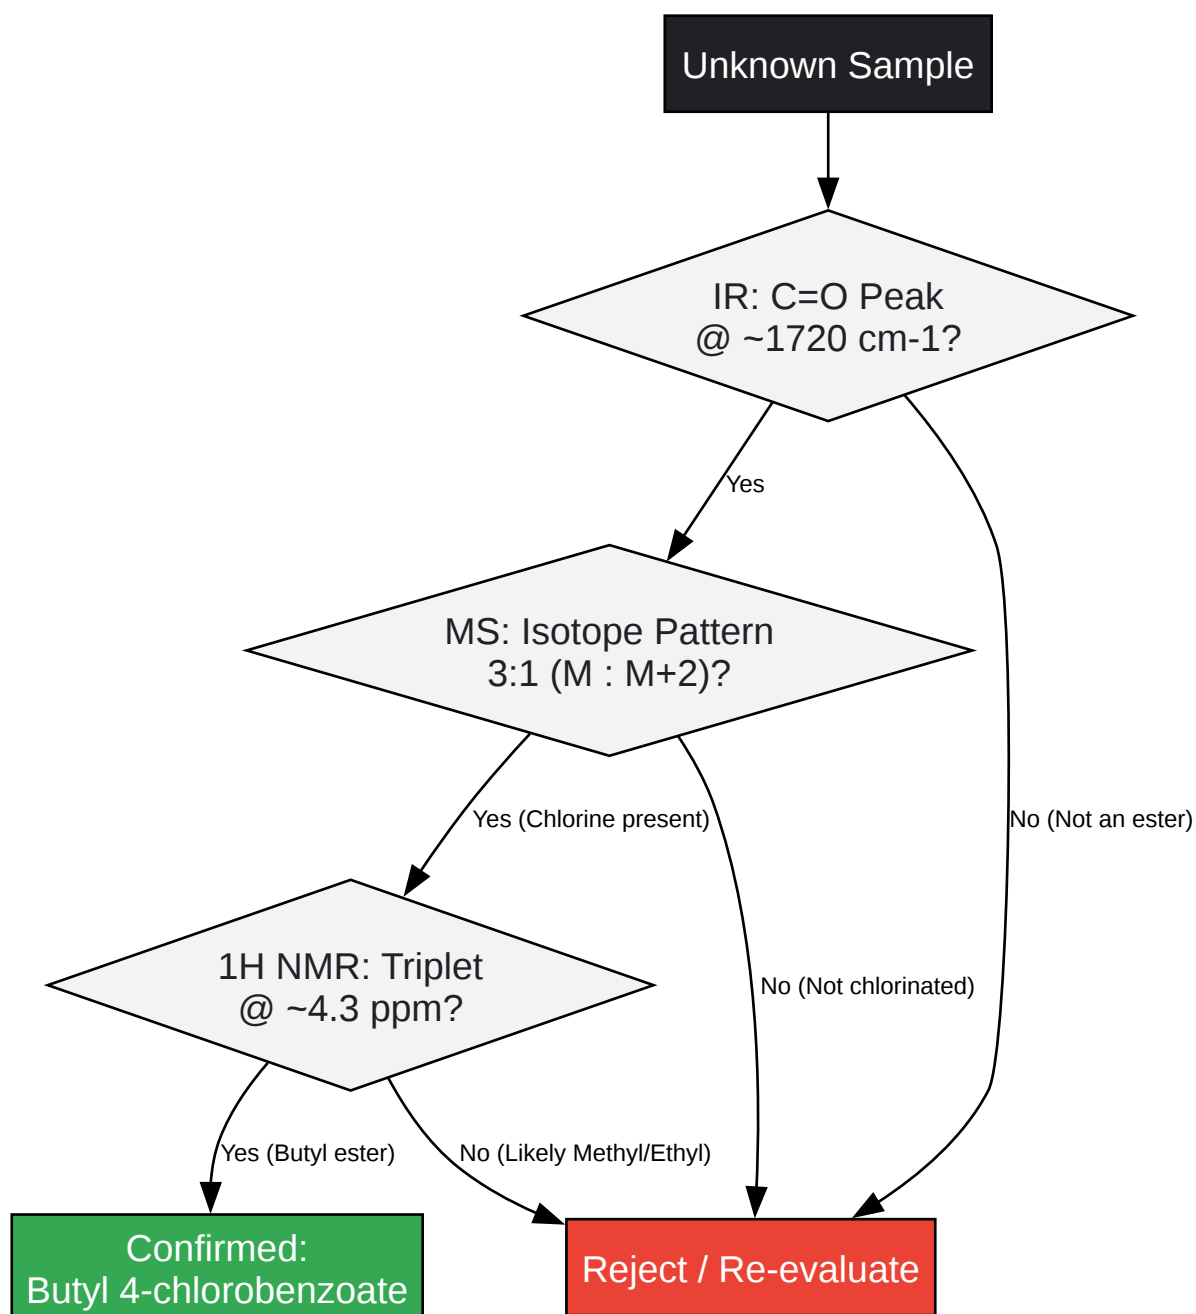 Unknown Sample
IR: C=O Peak
@ ~1720 cm-1?
Yes
MS: Isotope Pattern
3:1 (M : M+2)?
Yes (Chlorine present)
No (Not an ester)
1H NMR: Triplet
@ ~4.3 ppm?
No (Not chlorinated)
Yes (Butyl ester)
No (Likely Methyl/Ethyl)
Confirmed:
Butyl 4-chlorobenzoate
Reject / Re-evaluate